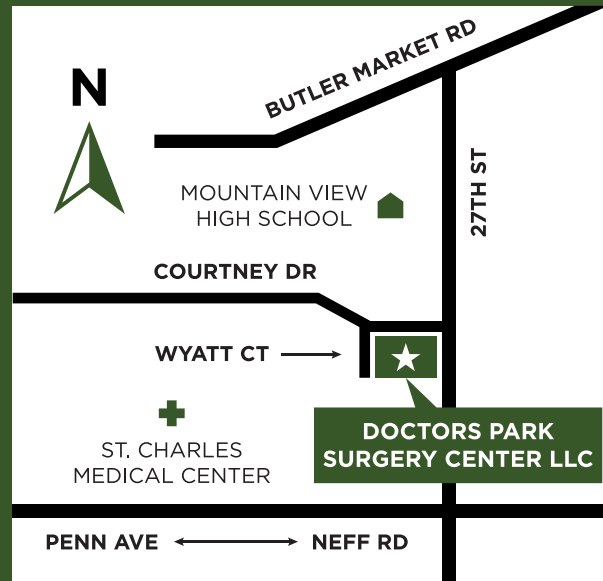 BUTLER MARKET RD
N
27TH ST
MOUNTAIN VIEW
HIGH SCHOOL
COURTNEY DR
WYATT CT
DOCTORS PARK
SURGERY CENTER LLC
ST. CHARLES
MEDICAL CENTER
PENN AVE
NEFF RD